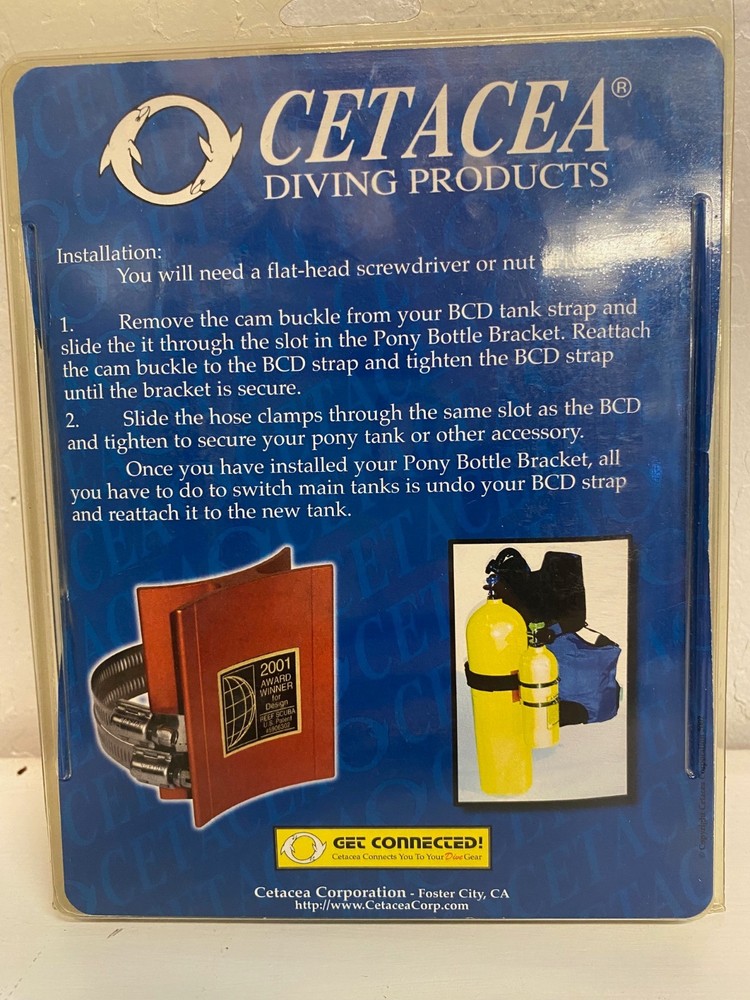 CETACEA®
DIVING PRODUCTS
Installation:
You will need a flat-head screwdriver or nut
1. Remove the cam buckle from your BCD tank strap and
slide the it through the slot in the Pony Bottle Bracket. Reattach
the cam buckle to the BCD strap and tighten the BCD strap
until the bracket is secure.
2. Slide the hose clamps through the same slot as the BCD
and tighten to secure your pony tank or other accessory.
Once you have installed your Pony Bottle Bracket, all
you have to do to switch main tanks is undo your BCD strap
and reattach it to the new tank.
2001
AWARD
WINNER
for
Design
REEF SCUBA
U.S. Patent
GET CONNECTED!
Cetacea Connects You To Your Dive Gear
Cetacea Corporation - Foster City, CA
http://www.CetaceaCorp.com